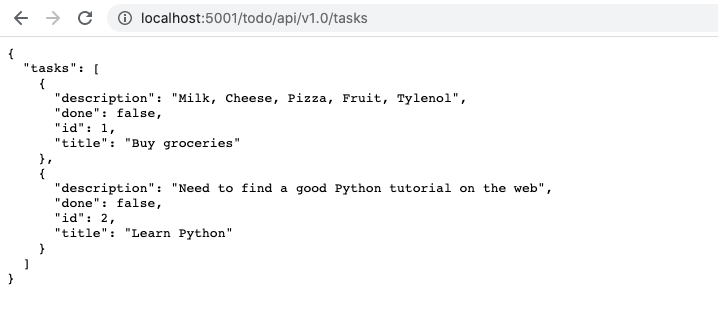 localhost:5001/todo/api/v1.0/tasks
{
  "tasks": [
    {
      "description": "Milk, Cheese, Pizza, Fruit, Tylenol",
      "done": false,
      "id": 1,
      "title": "Buy groceries"
    },
    {
      "description": "Need to find a good Python tutorial on the web",
      "done": false,
      "id": 2,
      "title": "Learn Python"
    }
  ]
}